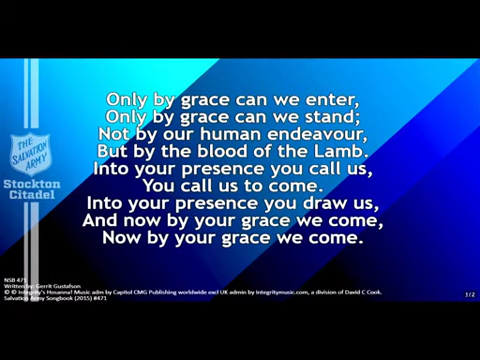 Only by grace can we enter,
Only by grace can we stand;
Not by our human endeavour,
But by the blood of the Lamb.
Into your presence you call us,
You call us to come.
Into your presence you draw us,
And now by your grace we come,
Now by your grace we come.
THE
SALVATION
ARMY
Stockton
Citadel
NSB 471
Written by: Gerrit Gustafson
© © Integrity's Hosanna! Music adm by Capitol CMG Publishing worldwide excl UK admin by Integritymusic.com, a division of David C Cook.
Salvation Army Songbook (2015) #471
1/2